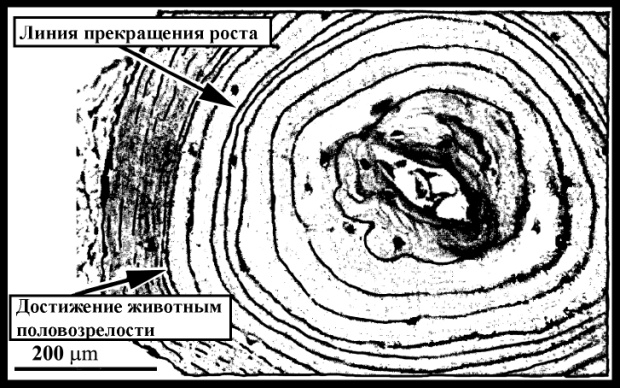 Линия прекращения роста
Достижение животным
половозрелости
200 μm